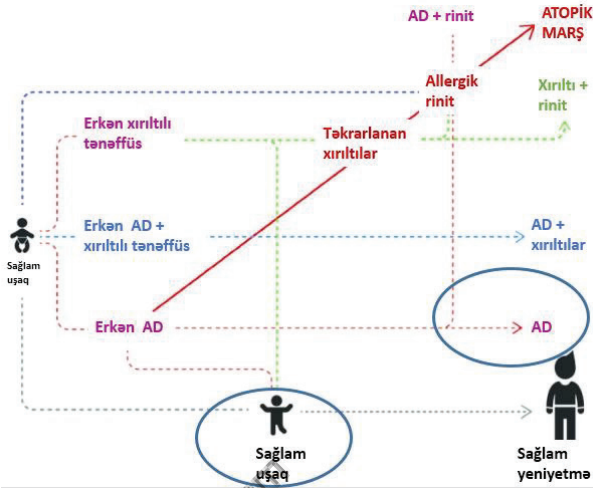 AD + rinit
ATOPİK
MARŞ
Allergik
rinit
Xırıltı +
rinit
Erkən xırıltılı
tənəffüs
Təkrarlanan
xırıltılar
Erkən AD +
xırıltılı tənəffüs
AD +
xırıltılar
Sağlam
uşaq
Erkən AD
AD
Sağlam
uşaq
Sağlam
yeniyetmə